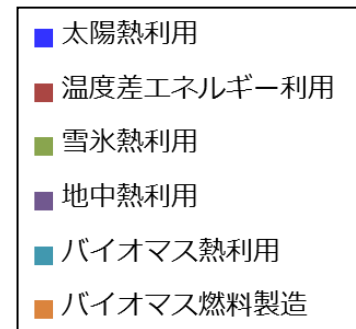 太陽熱利用
温度差エネルギー利用
雪氷熱利用
地中熱利用
バイオマス熱利用
バイオマス燃料製造